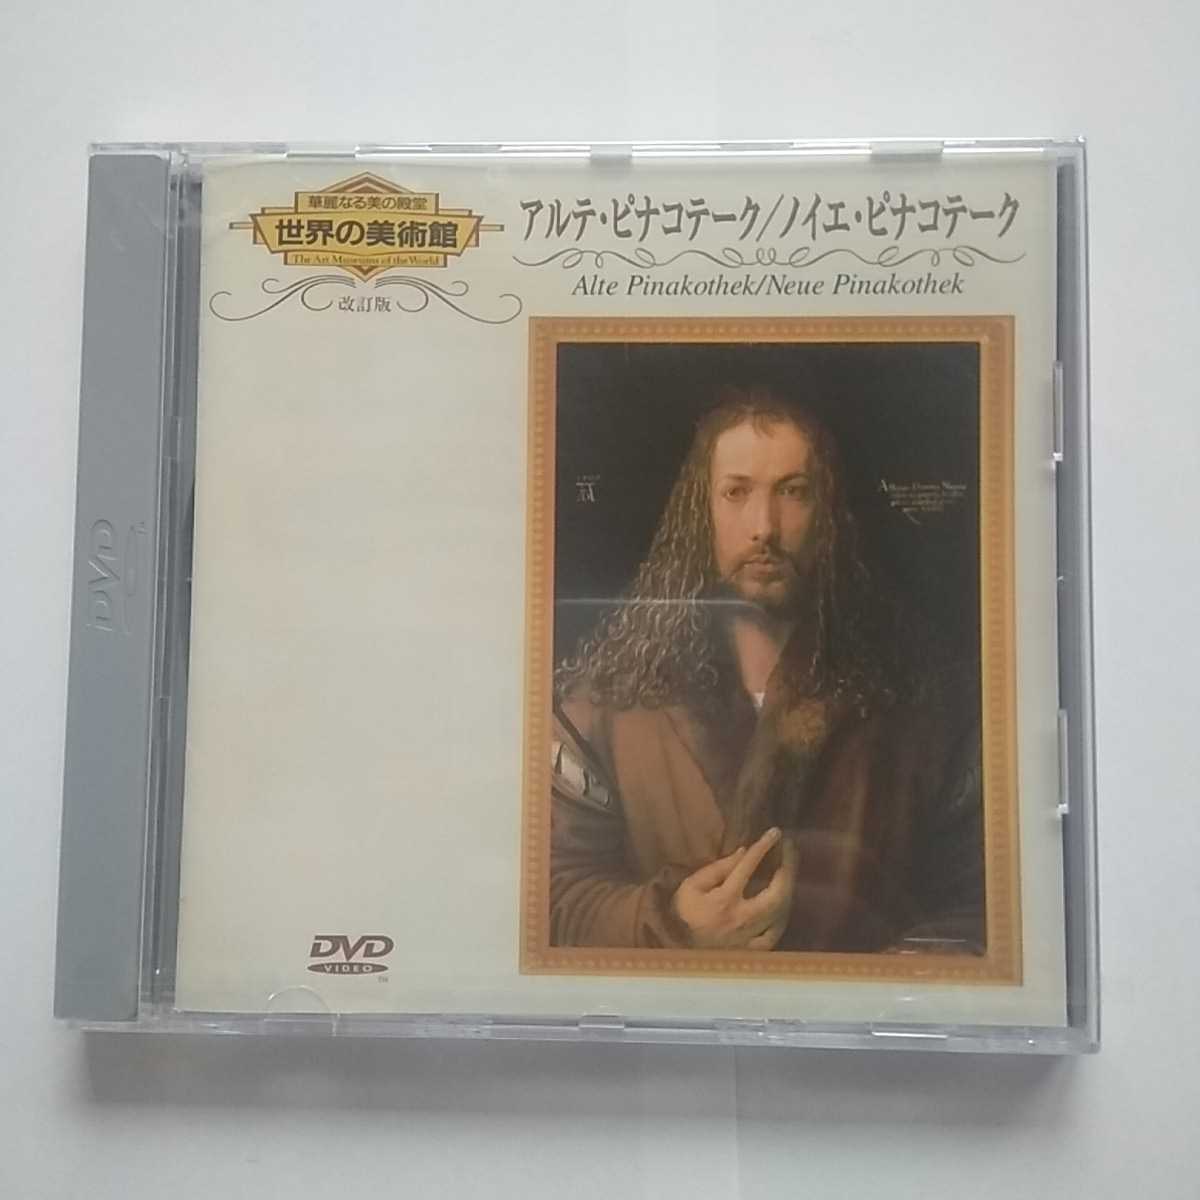 華麗なる美の殿堂
世界の美術館
The Art Museums of the World
改訂版
アルテ・ピナコテーク/ノイエ・ピナコテーク
Alte Pinakothek/Neue Pinakothek
DVD
DVD
VIDEO
TM